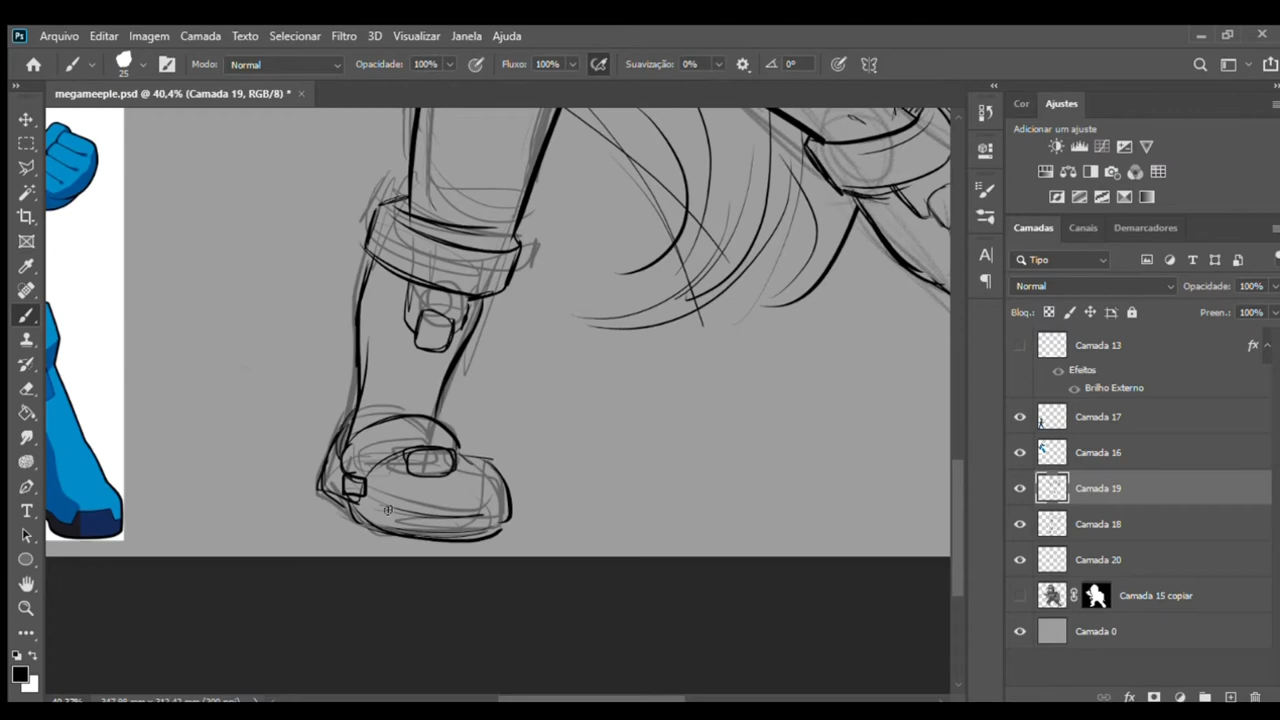 Ps Arquivo Editar Imagem Camada Texto Selecionar Filtro 3D Visualizar Janela Ajuda
25 Modo: Normal Opacidade: 100% Fluxo: 100% Suavização: 0% 0°
megameeple.psd @ 40,4% (Camada 19, RGB/8) *
Cor Ajustes
Adicionar um ajuste
Camadas Canais Demarcadores
Tipo
Normal Opacidade: 100%
Bloq.: Preen.: 100%
Camada 13 fx
Efeitos
Brilho Externo
Camada 17
Camada 16
Camada 19
Camada 18
Camada 20
Camada 15 copiar
Camada 0